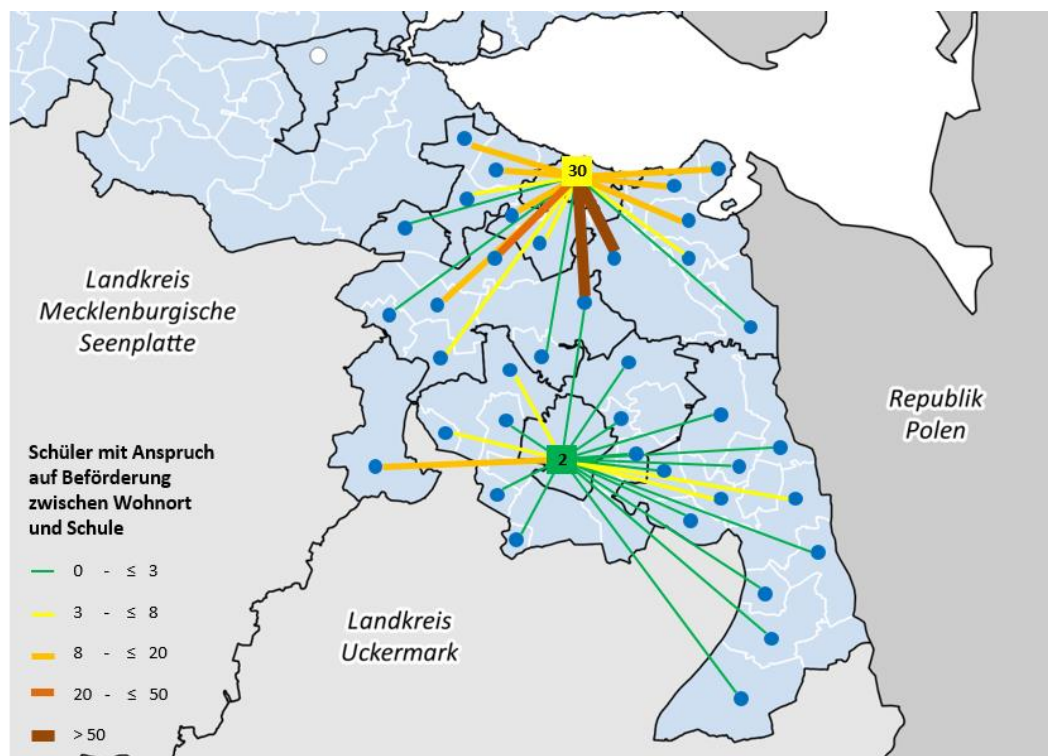 30
Landkreis
Mecklenburgische
Seenplatte
Republik
Polen
2
Schüler mit Anspruch
auf Beförderung
zwischen Wohnort
und Schule
0 - ≤ 3
3 - ≤ 8
8 - ≤ 20
20 - ≤ 50
> 50
Landkreis
Uckermark